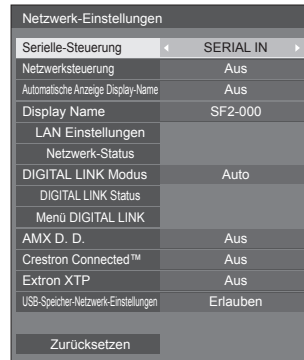 Netzwerk-Einstellungen
Serielle-Steuerung SERIAL IN
Netzwerksteuerung Aus
Automatische Anzeige Display-Name Aus
Display Name SF2-000
LAN Einstellungen
Netzwerk-Status
DIGITAL LINK Modus Auto
DIGITAL LINK Status
Menü DIGITAL LINK
AMX D. D. Aus
Crestron Connected™ Aus
Extron XTP Aus
USB-Speicher-Netzwerk-Einstellungen Erlauben
Zurücksetzen